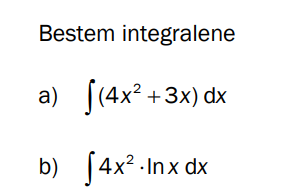 Bestem integralene
a) ∫(4x² + 3x) dx
b) ∫4x² · ln x dx